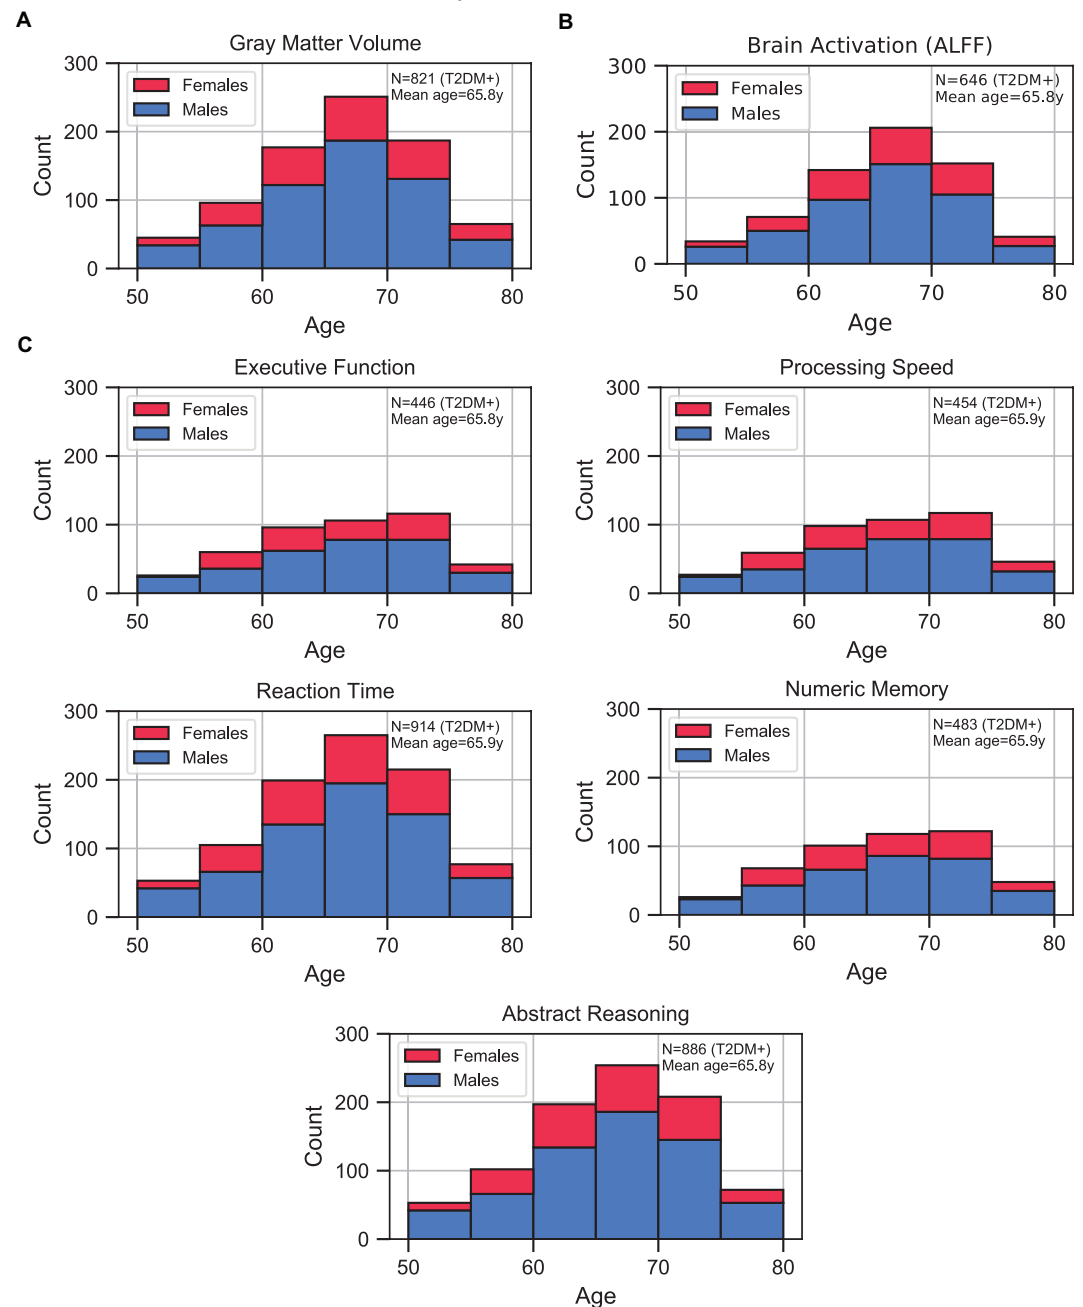 A
Gray Matter Volume
300
200
100
0
Count
Females
Males
N=821 (T2DM+)
Mean age=65.8y
50 60 70 80
Age
B
Brain Activation (ALFF)
300
200
100
0
Count
Females
Males
N=646 (T2DM+)
Mean age=65.8y
50 60 70 80
Age
C
Executive Function
300
200
100
0
Count
Females
Males
N=446 (T2DM+)
Mean age=65.8y
50 60 70 80
Age
Processing Speed
300
200
100
0
Count
Females
Males
N=454 (T2DM+)
Mean age=65.9y
50 60 70 80
Age
Reaction Time
300
200
100
0
Count
Females
Males
N=914 (T2DM+)
Mean age=65.9y
50 60 70 80
Age
Numeric Memory
300
200
100
0
Count
Females
Males
N=483 (T2DM+)
Mean age=65.9y
50 60 70 80
Age
Abstract Reasoning
300
200
100
0
Count
Females
Males
N=886 (T2DM+)
Mean age=65.8y
50 60 70 80
Age